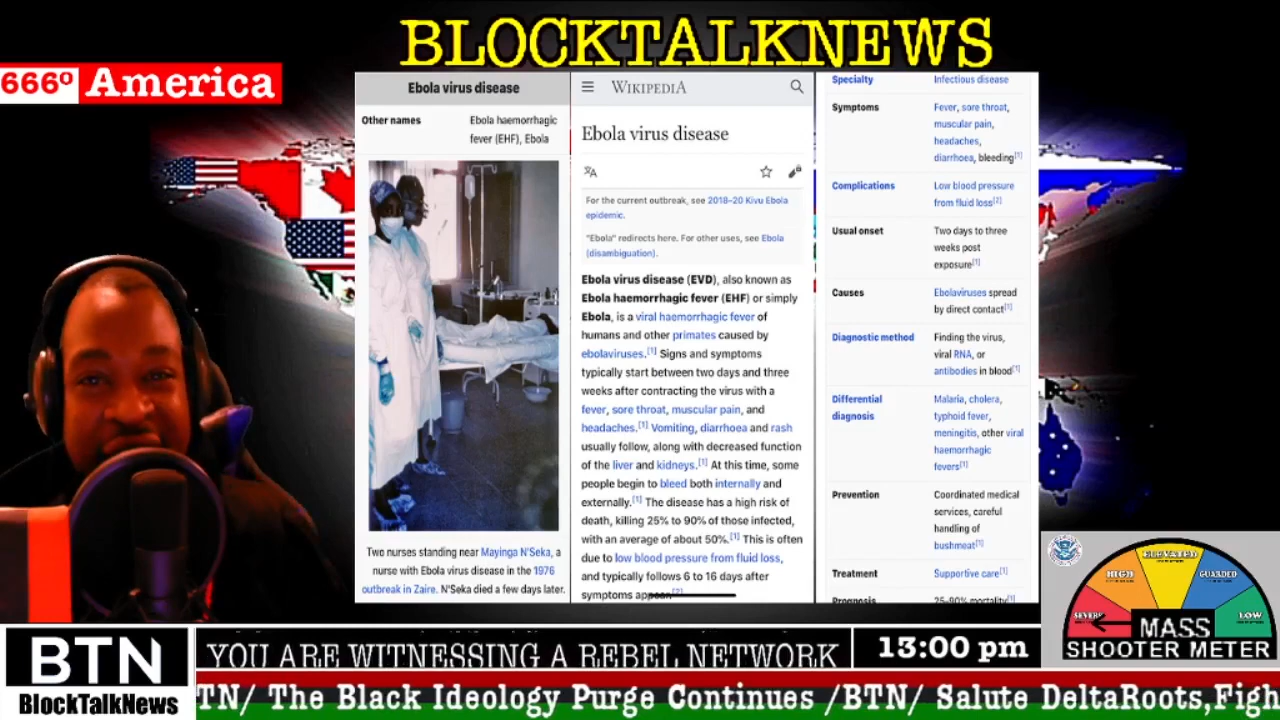 BLOCKTALKNEWS
666º America
Ebola virus disease
Other names
Ebola haemorrhagic
fever (EHF), Ebola
Two nurses standing near Mayinga N'Seka, a
nurse with Ebola virus disease in the 1976
outbreak in Zaire. N'Seka died a few days later.
WIKIPEDIA
Ebola virus disease
For the current outbreak, see 2018–20 Kivu Ebola
epidemic.
"Ebola" redirects here. For other uses, see Ebola
(disambiguation).
Ebola virus disease (EVD), also known as
Ebola haemorrhagic fever (EHF) or simply
Ebola, is a viral haemorrhagic fever of
humans and other primates caused by
ebolaviruses.[1] Signs and symptoms
typically start between two days and three
weeks after contracting the virus with a
fever, sore throat, muscular pain, and
headaches.[1] Vomiting, diarrhoea and rash
usually follow, along with decreased function
of the liver and kidneys.[1] At this time, some
people begin to bleed both internally and
externally.[1] The disease has a high risk of
death, killing 25% to 90% of those infected,
with an average of about 50%.[1] This is often
due to low blood pressure from fluid loss,
and typically follows 6 to 16 days after
symptoms appear.[2]
Specialty
Infectious disease
Symptoms
Fever, sore throat,
muscular pain,
headaches,
diarrhoea, bleeding[1]
Complications
Low blood pressure
from fluid loss[2]
Usual onset
Two days to three
weeks post
exposure[1]
Causes
Ebolaviruses spread
by direct contact[1]
Diagnostic method
Finding the virus,
viral RNA, or
antibodies in blood[1]
Differential
diagnosis
Malaria, cholera,
typhoid fever,
meningitis, other viral
haemorrhagic
fevers[1]
Prevention
Coordinated medical
services, careful
handling of
bushmeat[1]
Treatment
Supportive care[1]
Prognosis
25–90% mortality[1]
SEVERE
HIGH
ELEVATED
GUARDED
LOW
MASS
SHOOTER METER
BTN
BlockTalkNews
YOU ARE WITNESSING A REBEL NETWORK
13:00 pm
TN/ The Black Ideology Purge Continues /BTN/ Salute DeltaRoots,Figh